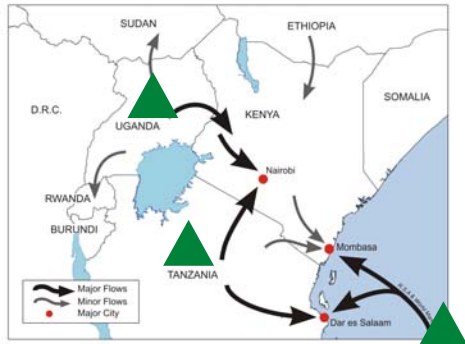 SUDAN
ETHIOPIA
SOMALIA
D.R.C.
KENYA
UGANDA
Nairobi
RWANDA
BURUNDI
Mombasa
TANZANIA
Major Flows
Minor Flows
Major City
Dar es Salaam